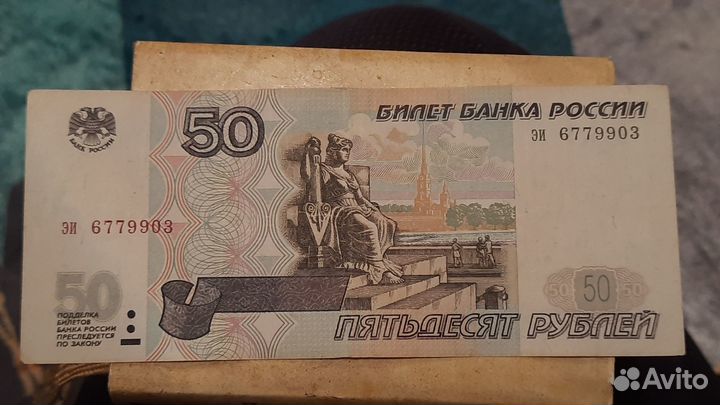 БИЛЕТ БАНКА РОССИИ
ЭИ 6779903
50
БАНК РОССИИ
ЭИ 6779903
50
ПОДДЕЛКА
БИЛЕТОВ
БАНКА РОССИИ
ПРЕСЛЕДУЕТСЯ
ПО ЗАКОНУ
50 50 50
ПЯТЬДЕСЯТ РУБЛЕЙ
Avito